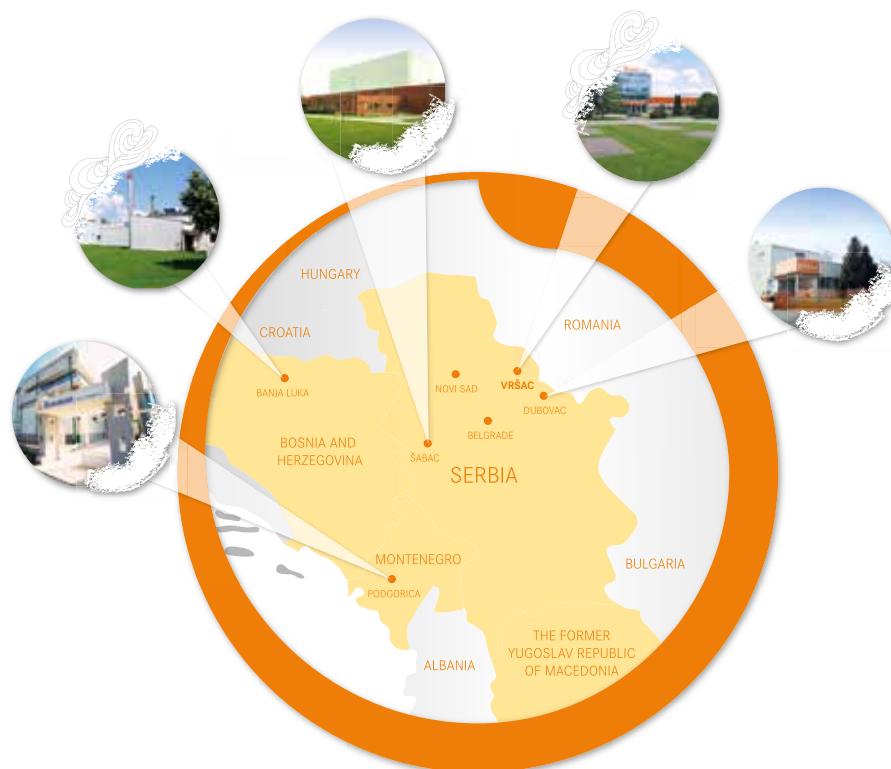 HUNGARY
CROATIA
ROMANIA
BANJA LUKA
NOVI SAD
VRŠAC
DUBOVAC
BELGRADE
BOSNIA AND
HERZEGOVINA
ŠABAC
SERBIA
MONTENEGRO
PODGORICA
BULGARIA
ALBANIA
THE FORMER
YUGOSLAV REPUBLIC
OF MACEDONIA